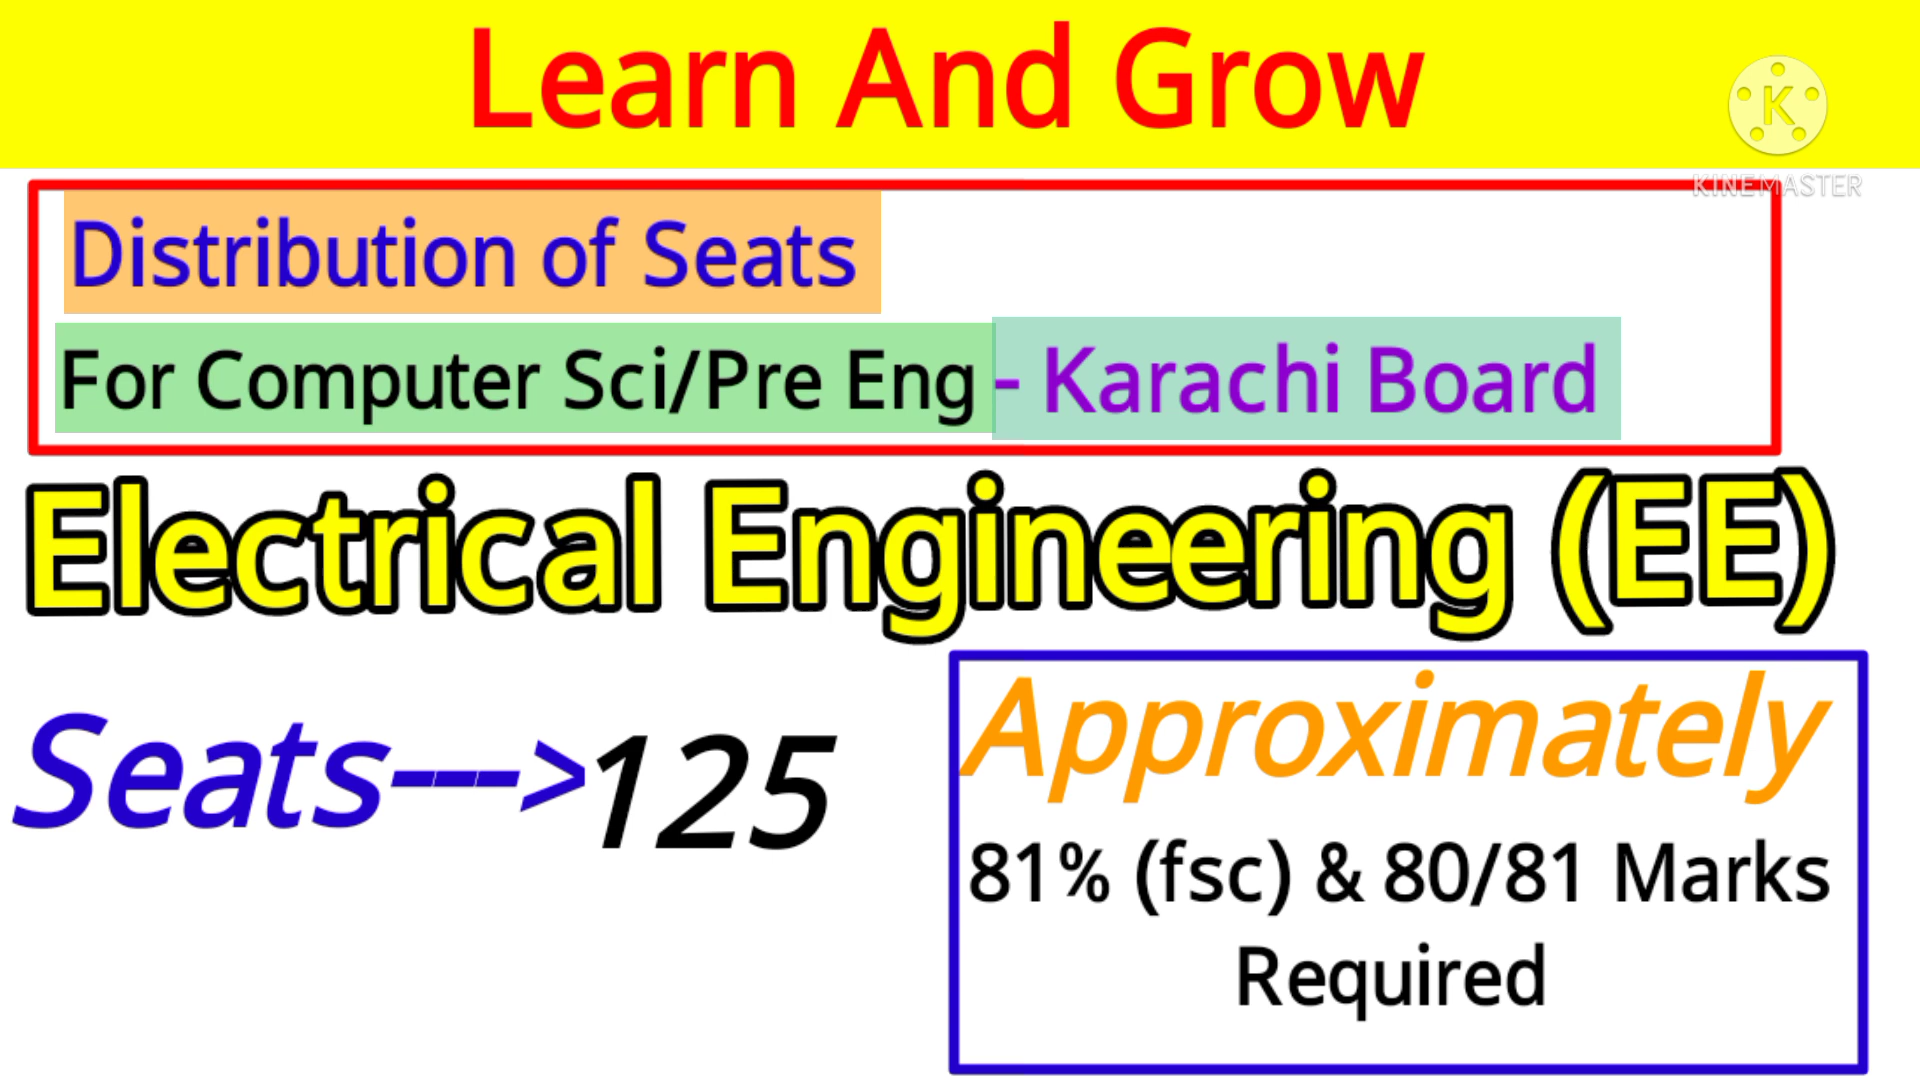 Learn And Grow
K
KINEMASTER
Distribution of Seats
For Computer Sci/Pre Eng - Karachi Board
Electrical Engineering (EE)
Seats--->125
Approximately
81% (fsc) & 80/81 Marks
Required